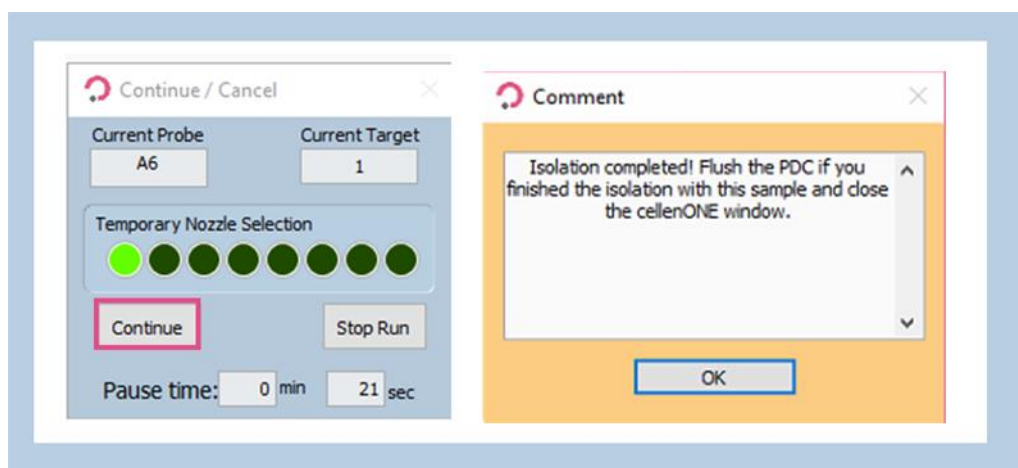 Continue / Cancel
Current Probe
Current Target
A6
1
Temporary Nozzle Selection
Continue
Stop Run
Pause time: 0 min 21 sec
Comment
Isolation completed! Flush the PDC if you
finished the isolation with this sample and close
the cellenONE window.
OK